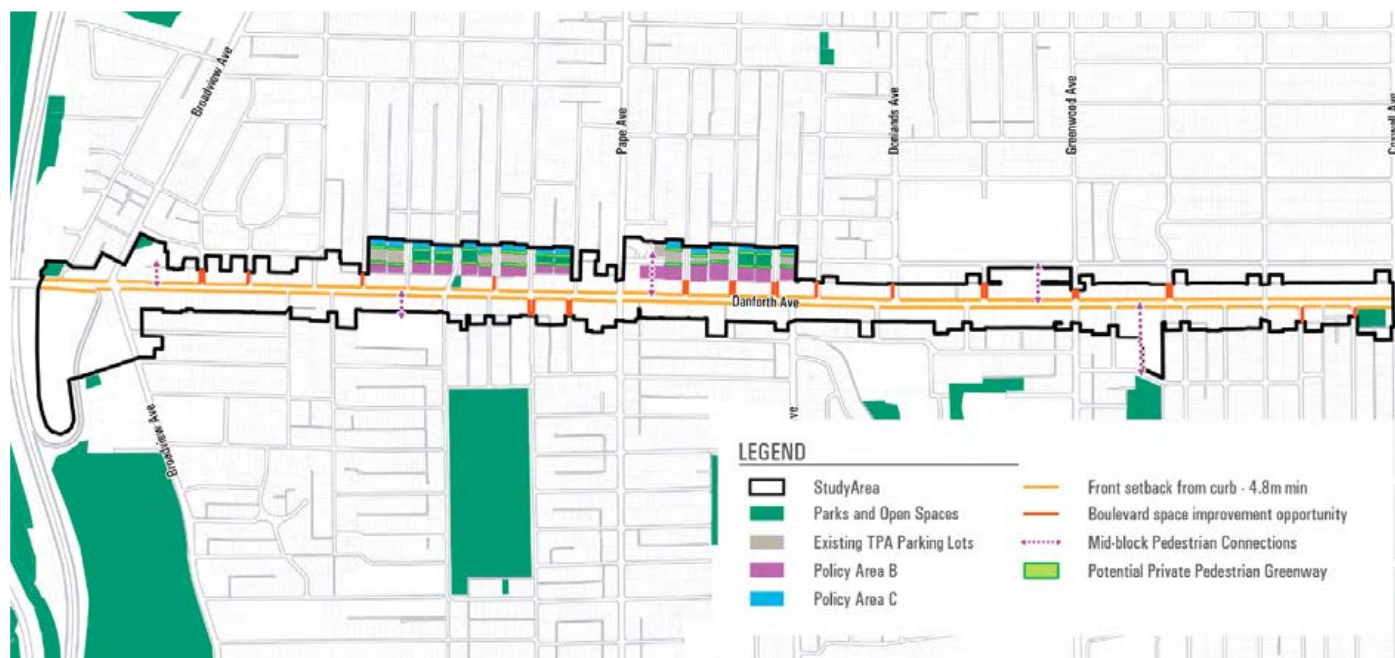 Broadview Ave
Pape Ave
Donlands Ave
Greenwood Ave
Danforth Ave
Broadview Ave
LEGEND
StudyArea
Parks and Open Spaces
Existing TPA Parking Lots
Policy Area B
Policy Area C
Front setback from curb - 4.8m min
Boulevard space improvement opportunity
Mid-block Pedestrian Connections
Potential Private Pedestrian Greenway